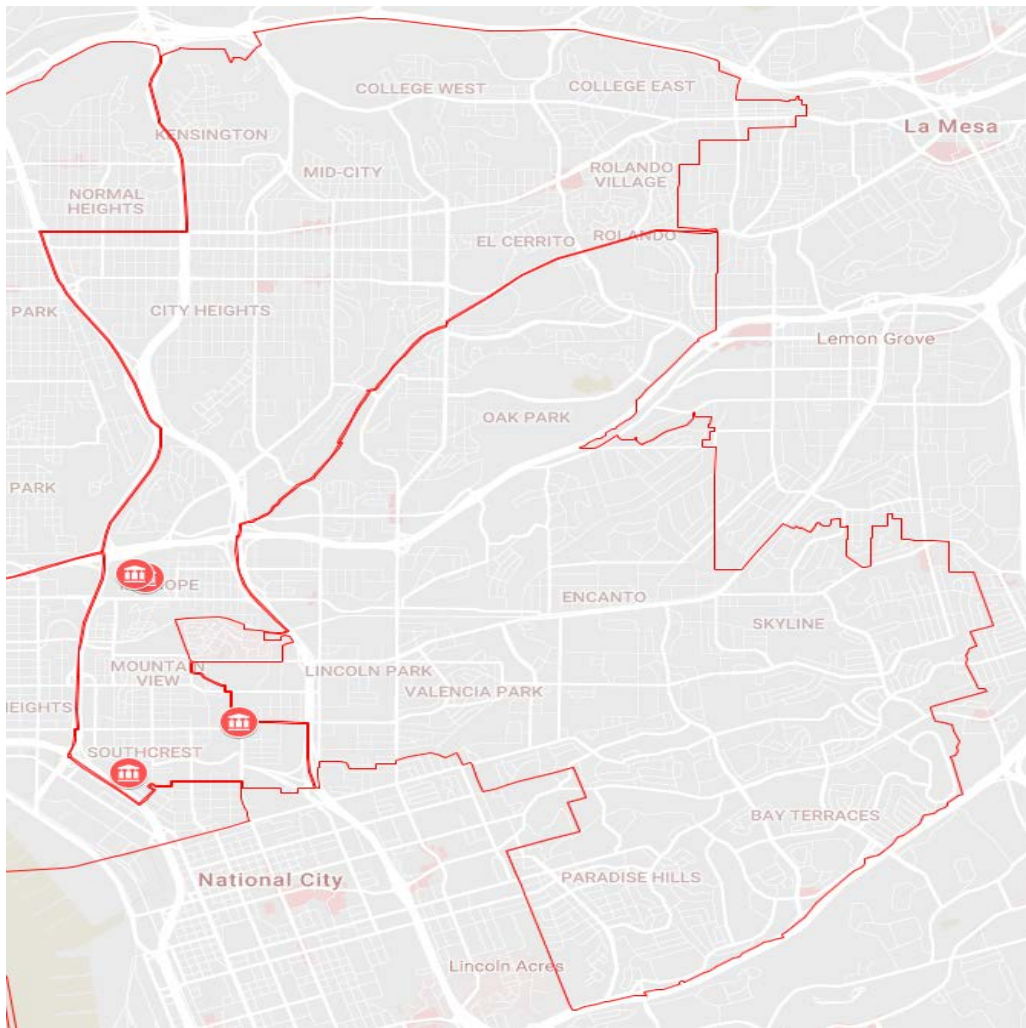 COLLEGE WEST
COLLEGE EAST
La Mesa
KENSINGTON
MID-CITY
ROLANDO
VILLAGE
NORMAL
HEIGHTS
EL CERRITO
ROLANDO
PARK
CITY HEIGHTS
Lemon Grove
OAK PARK
PARK
HOPE
ENCANTO
SKYLINE
MOUNTAIN
VIEW
LINCOLN PARK
VALENCIA PARK
HEIGHTS
SOUTHCREST
BAY TERRACES
National City
PARADISE HILLS
Lincoln Acres